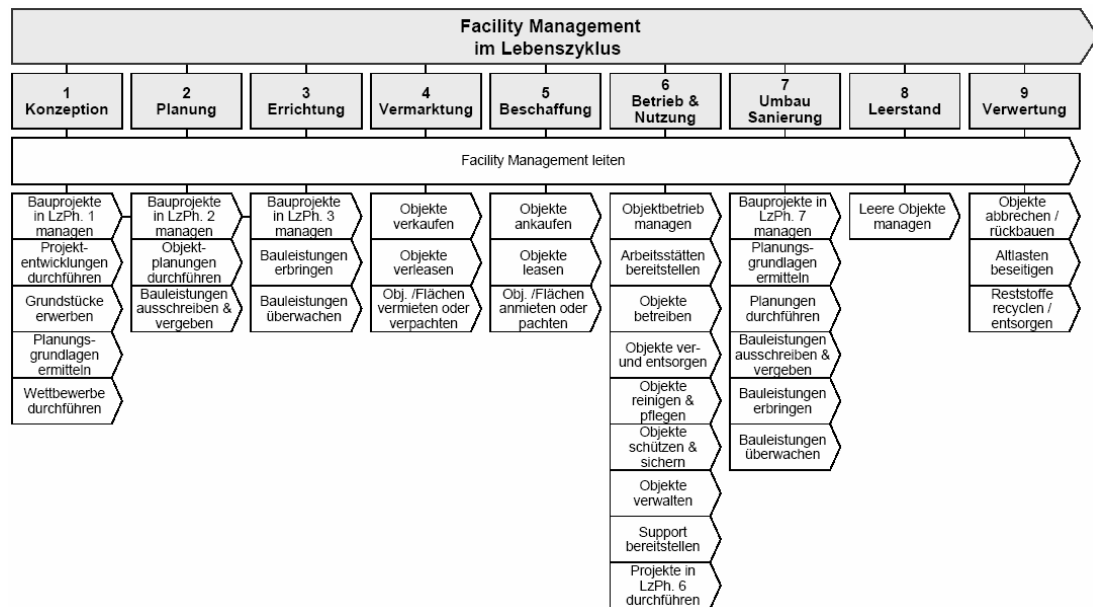 Facility Management
im Lebenszyklus
1
Konzeption
2
Planung
3
Errichtung
4
Vermarktung
5
Beschaffung
6
Betrieb &
Nutzung
7
Umbau
Sanierung
8
Leerstand
9
Verwertung
Facility Management leiten
Bauprojekte
in LzPh. 1
managen
Projekt-
entwicklungen
durchführen
Grundstücke
erwerben
Planungs-
grundlagen
ermitteln
Wettbewerbe
durchführen
Bauprojekte
in LzPh. 2
managen
Objekt-
planungen
durchführen
Bauleistungen
ausschreiben &
vergeben
Bauprojekte
in LzPh. 3
managen
Bauleistungen
erbringen
Bauleistungen
überwachen
Objekte
verkaufen
Objekte
verleasen
Obj. /Flächen
vermieten oder
verpachten
Objekte
ankaufen
Objekte
leasen
Obj. /Flächen
anmieten oder
pachten
Objektbetrieb
managen
Arbeitsstätten
bereitstellen
Objekte
betreiben
Objekte ver-
und entsorgen
Objekte
reinigen &
pflegen
Objekte
schützen &
sichern
Objekte
verwalten
Support
bereitstellen
Projekte in
LzPh. 6
durchführen
Bauprojekte in
LzPh. 7
managen
Planungs-
grundlagen
ermitteln
Planungen
durchführen
Bauleistungen
ausschreiben &
vergeben
Bauleistungen
erbringen
Bauleistungen
überwachen
Leere Objekte
managen
Objekte
abbrechen /
rückbauen
Altlasten
beseitigen
Reststoffe
recyclen /
entsorgen